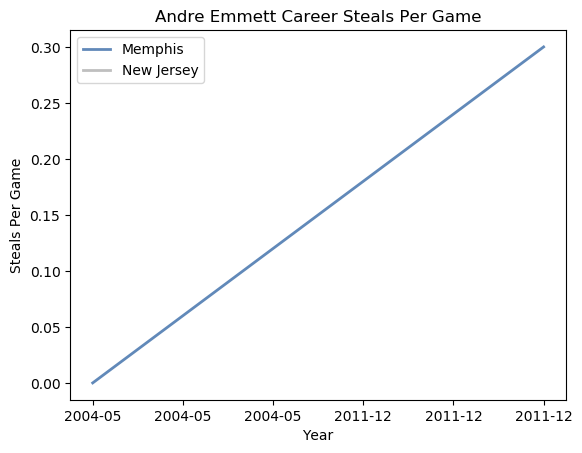 Andre Emmett Career Steals Per Game
Memphis
New Jersey
0.30
0.25
0.20
0.15
0.10
0.05
0.00
Steals Per Game
2004-05 2004-05 2004-05 2011-12 2011-12 2011-12
Year